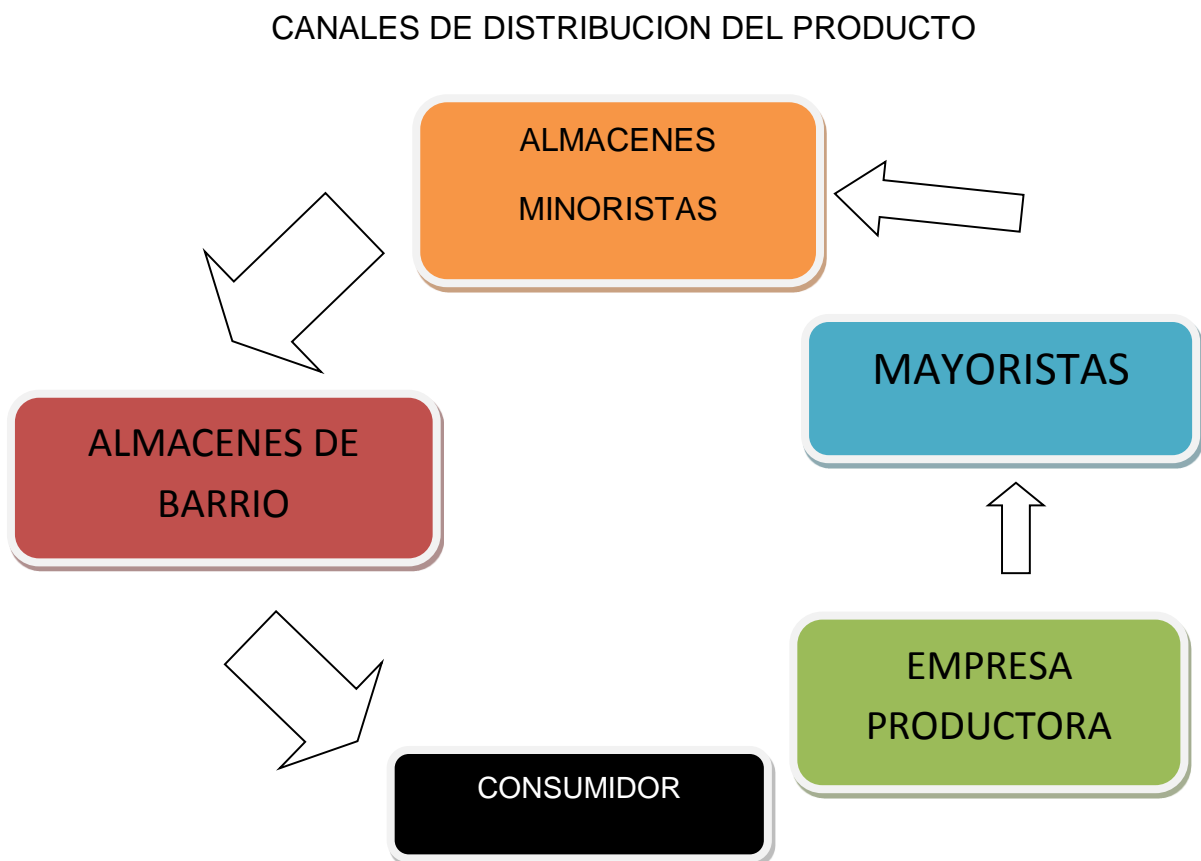 CANALES DE DISTRIBUCION DEL PRODUCTO
ALMACENES
MINORISTAS
MAYORISTAS
ALMACENES DE
BARRIO
EMPRESA
PRODUCTORA
CONSUMIDOR